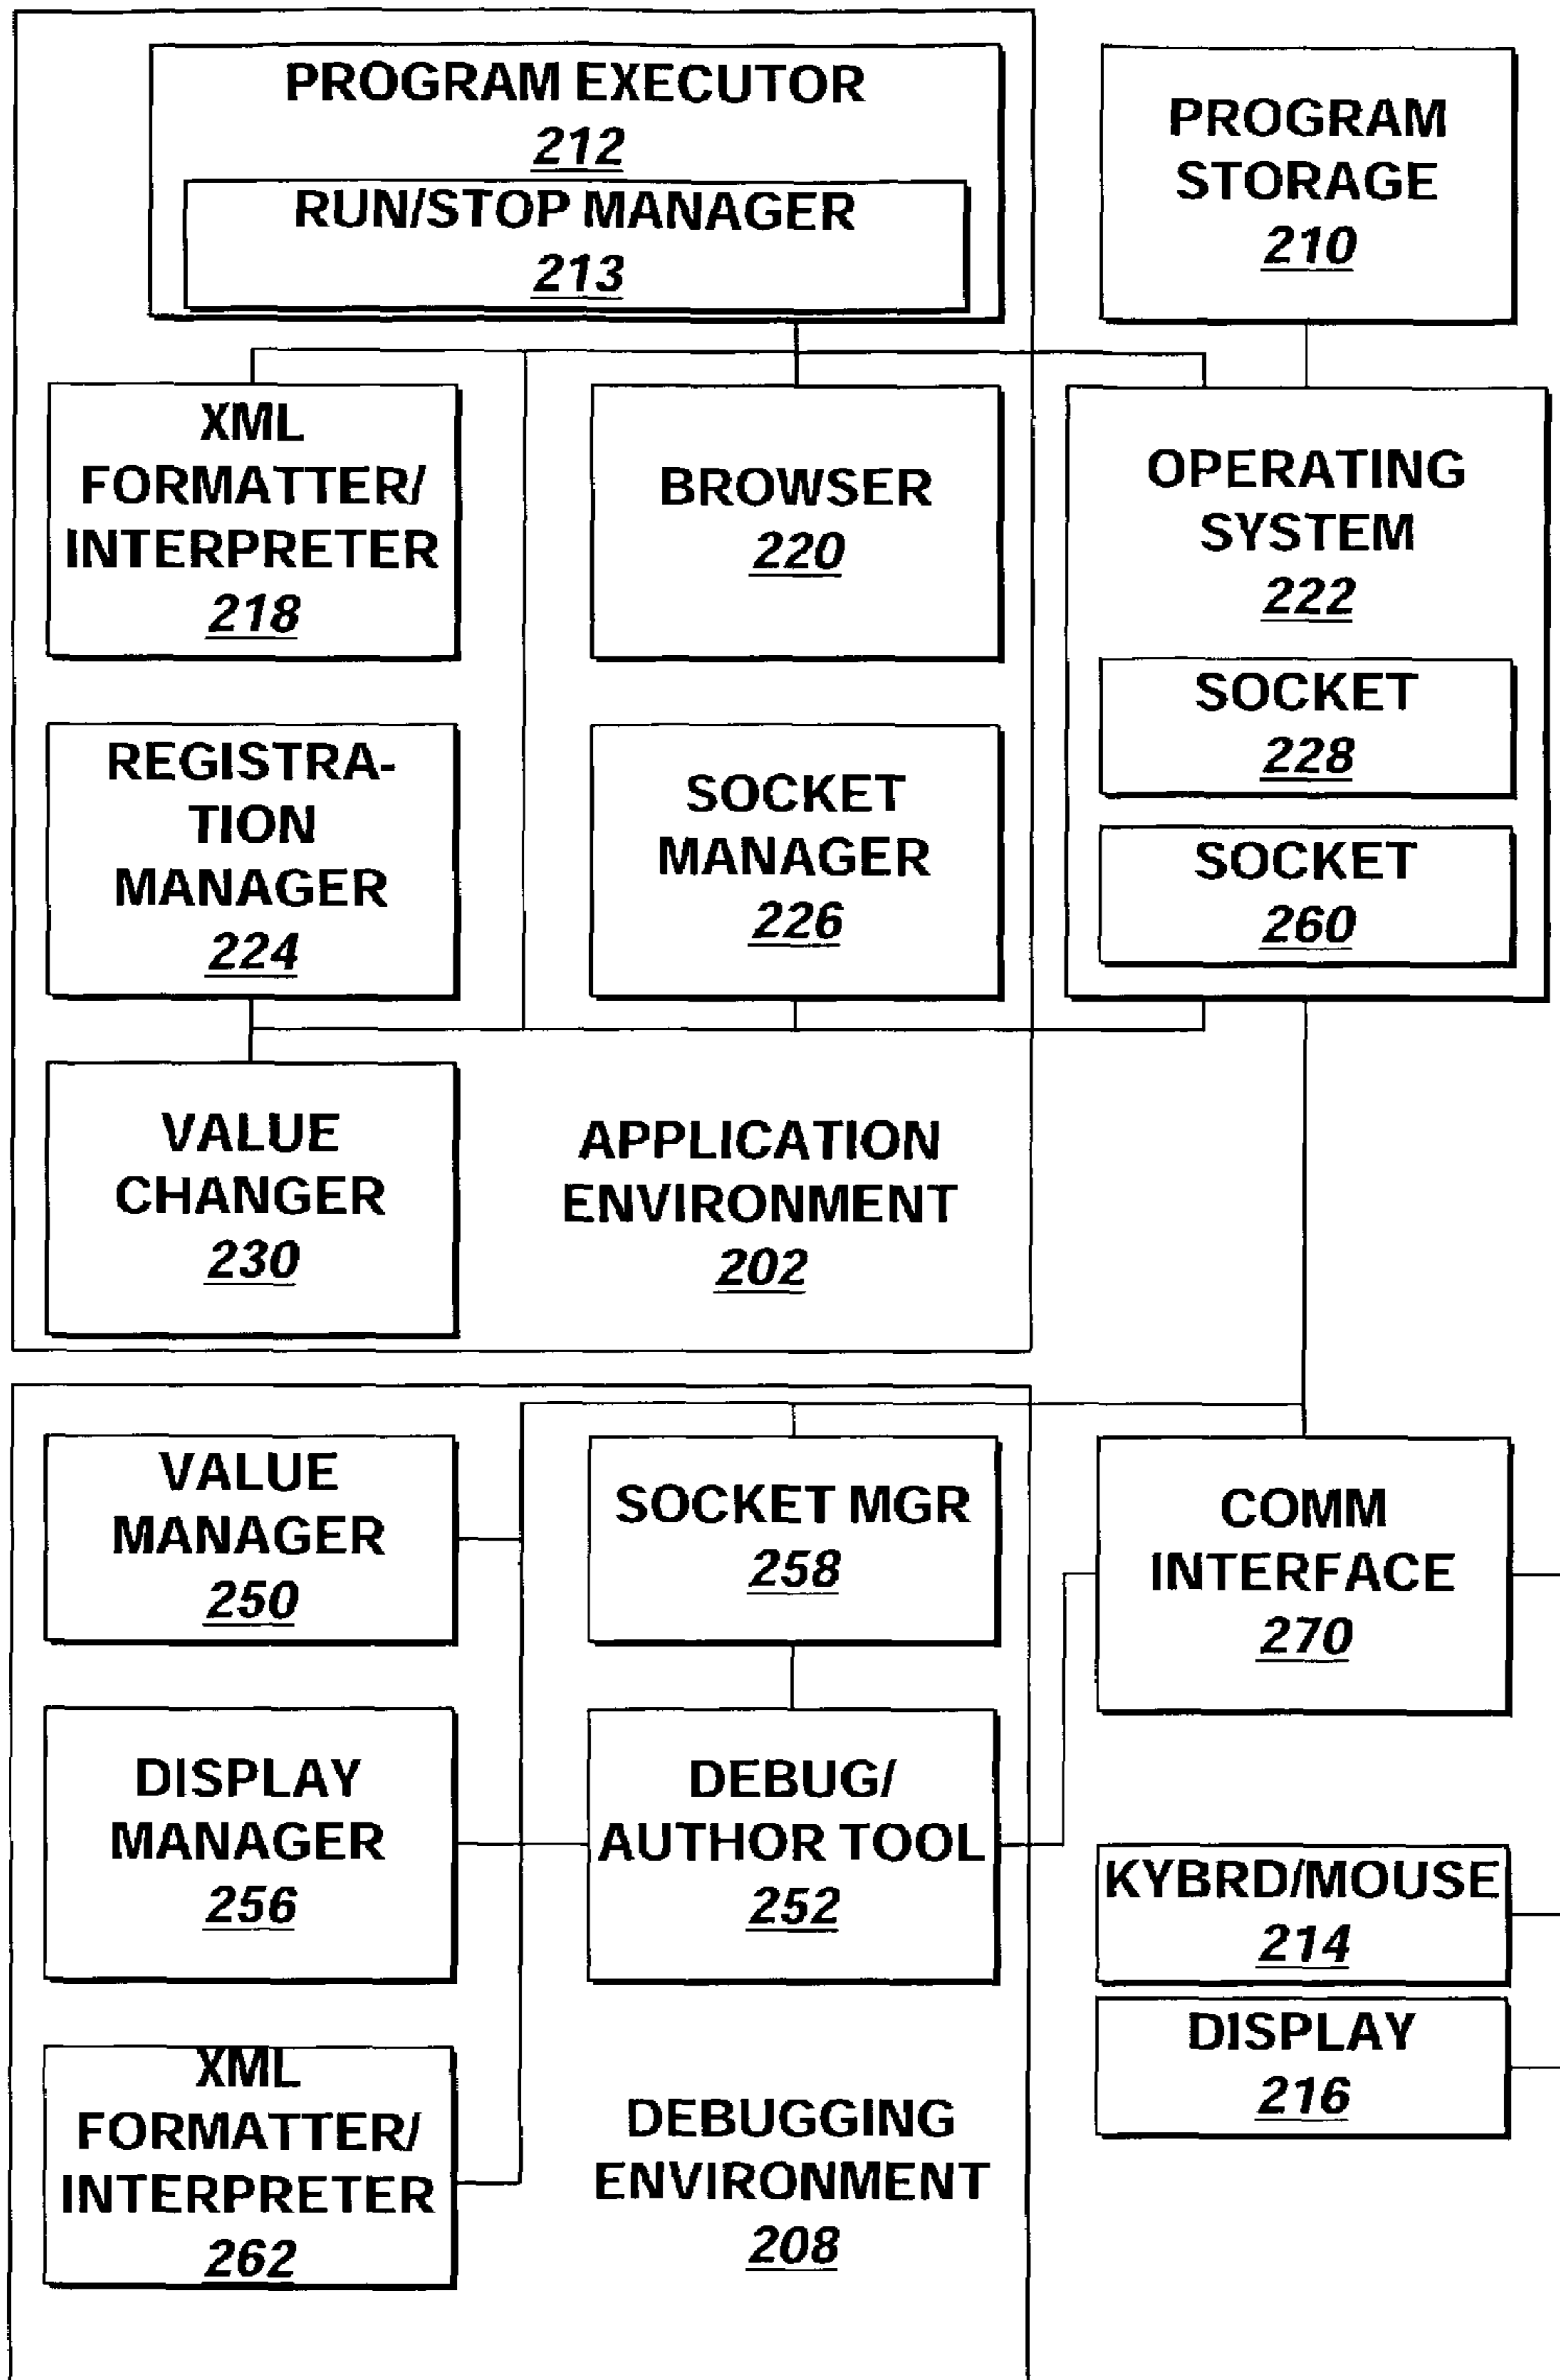 PROGRAM EXECUTOR
212
RUN/STOP MANAGER
213
PROGRAM
STORAGE
210
XML
FORMATTER/
INTERPRETER
218
BROWSER
220
OPERATING
SYSTEM
222
SOCKET
228
SOCKET
260
REGISTRA-
TION
MANAGER
224
SOCKET
MANAGER
226
VALUE
CHANGER
230
APPLICATION
ENVIRONMENT
202
VALUE
MANAGER
250
SOCKET MGR
258
COMM
INTERFACE
270
DISPLAY
MANAGER
256
DEBUG/
AUTHOR TOOL
252
KYBRD/MOUSE
214
DISPLAY
216
XML
FORMATTER/
INTERPRETER
262
DEBUGGING
ENVIRONMENT
208